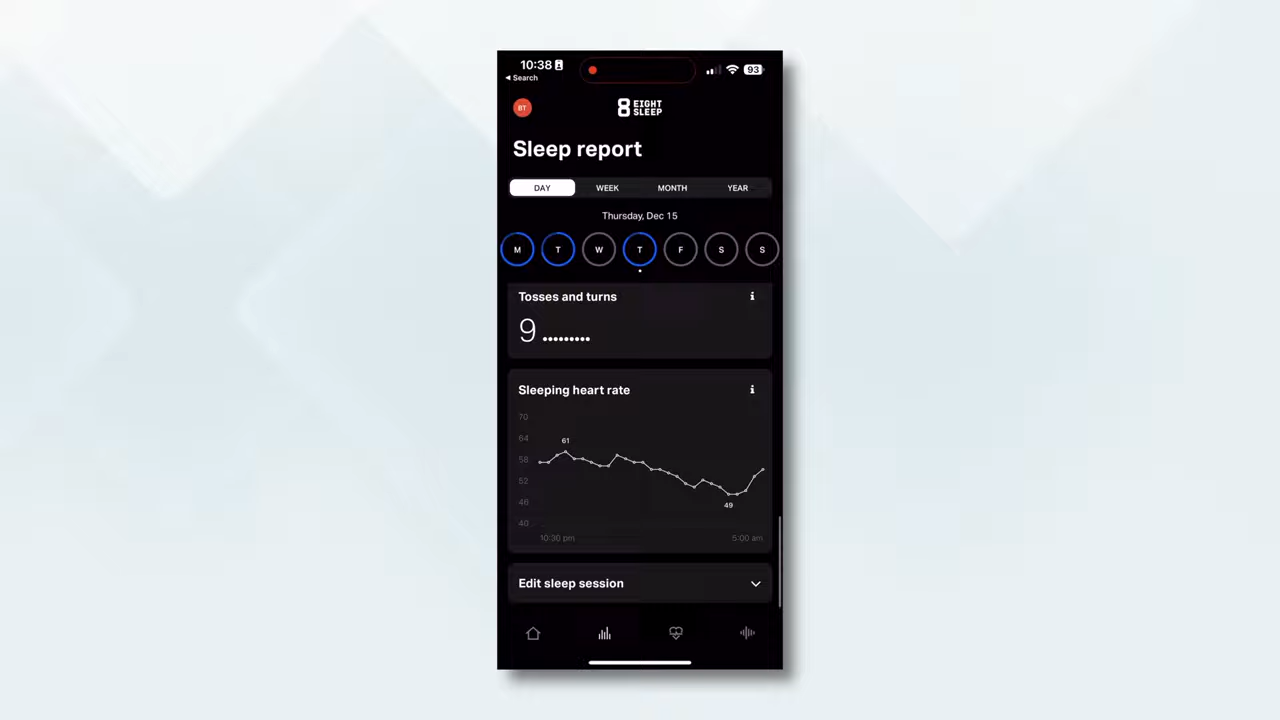 10:38
93
◀ Search
BT
8 EIGHT SLEEP
Sleep report
DAY WEEK MONTH YEAR
Thursday, Dec 15
M T W T F S S
Tosses and turns i
9
Sleeping heart rate i
70
64
61
58
52
49
46
40
10:30 pm 5:00 am
Edit sleep session